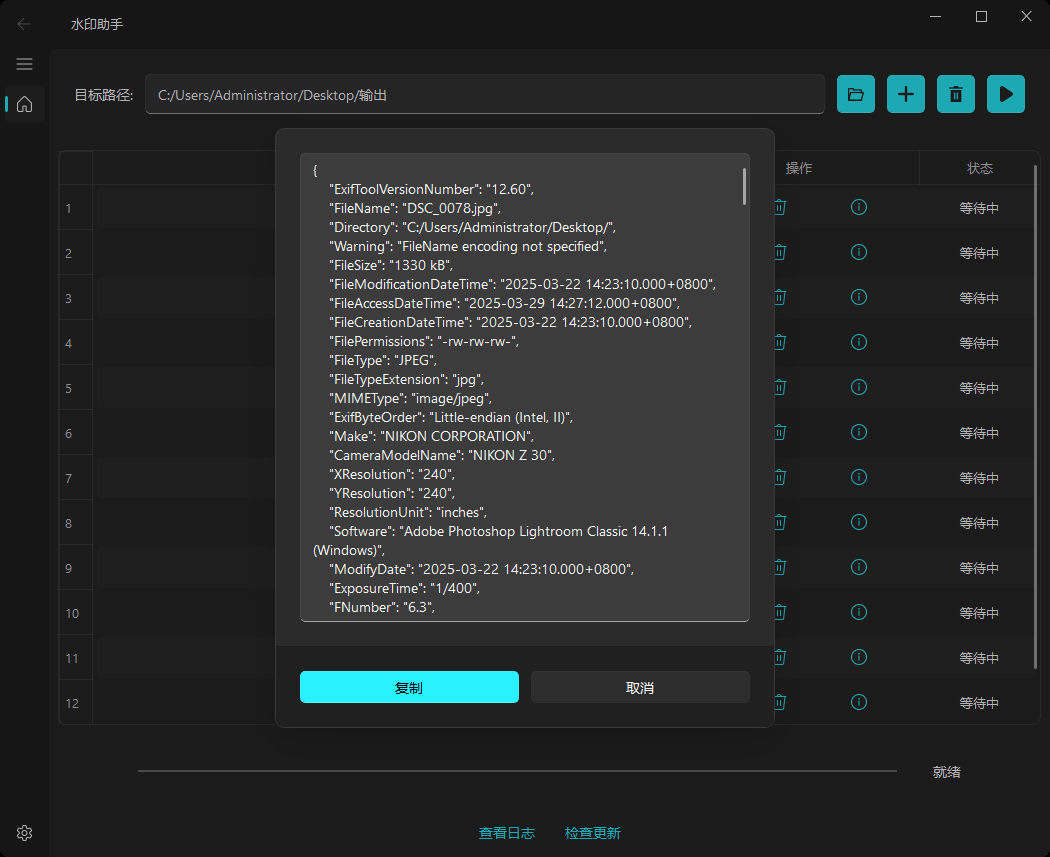 水印助手
目标路径: C:/Users/Administrator/Desktop/输出
操作 状态
{
"ExifToolVersionNumber": "12.60",
"FileName": "DSC_0078.jpg",
"Directory": "C:/Users/Administrator/Desktop/",
"Warning": "FileName encoding not specified",
"FileSize": "1330 kB",
"FileModificationDateTime": "2025-03-22 14:23:10.000+0800",
"FileAccessDateTime": "2025-03-29 14:27:12.000+0800",
"FileCreationDateTime": "2025-03-22 14:23:10.000+0800",
"FilePermissions": "-rw-rw-rw-",
"FileType": "JPEG",
"FileTypeExtension": "jpg",
"MIMEType": "image/jpeg",
"ExifByteOrder": "Little-endian (Intel, II)",
"Make": "NIKON CORPORATION",
"CameraModelName": "NIKON Z 30",
"XResolution": "240",
"YResolution": "240",
"ResolutionUnit": "inches",
"Software": "Adobe Photoshop Lightroom Classic 14.1.1
(Windows)",
"ModifyDate": "2025-03-22 14:23:10.000+0800",
"ExposureTime": "1/400",
"FNumber": "6.3",
复制 取消
1 等待中
2 等待中
3 等待中
4 等待中
5 等待中
6 等待中
7 等待中
8 等待中
9 等待中
10 等待中
11 等待中
12 等待中
就绪
查看日志 检查更新